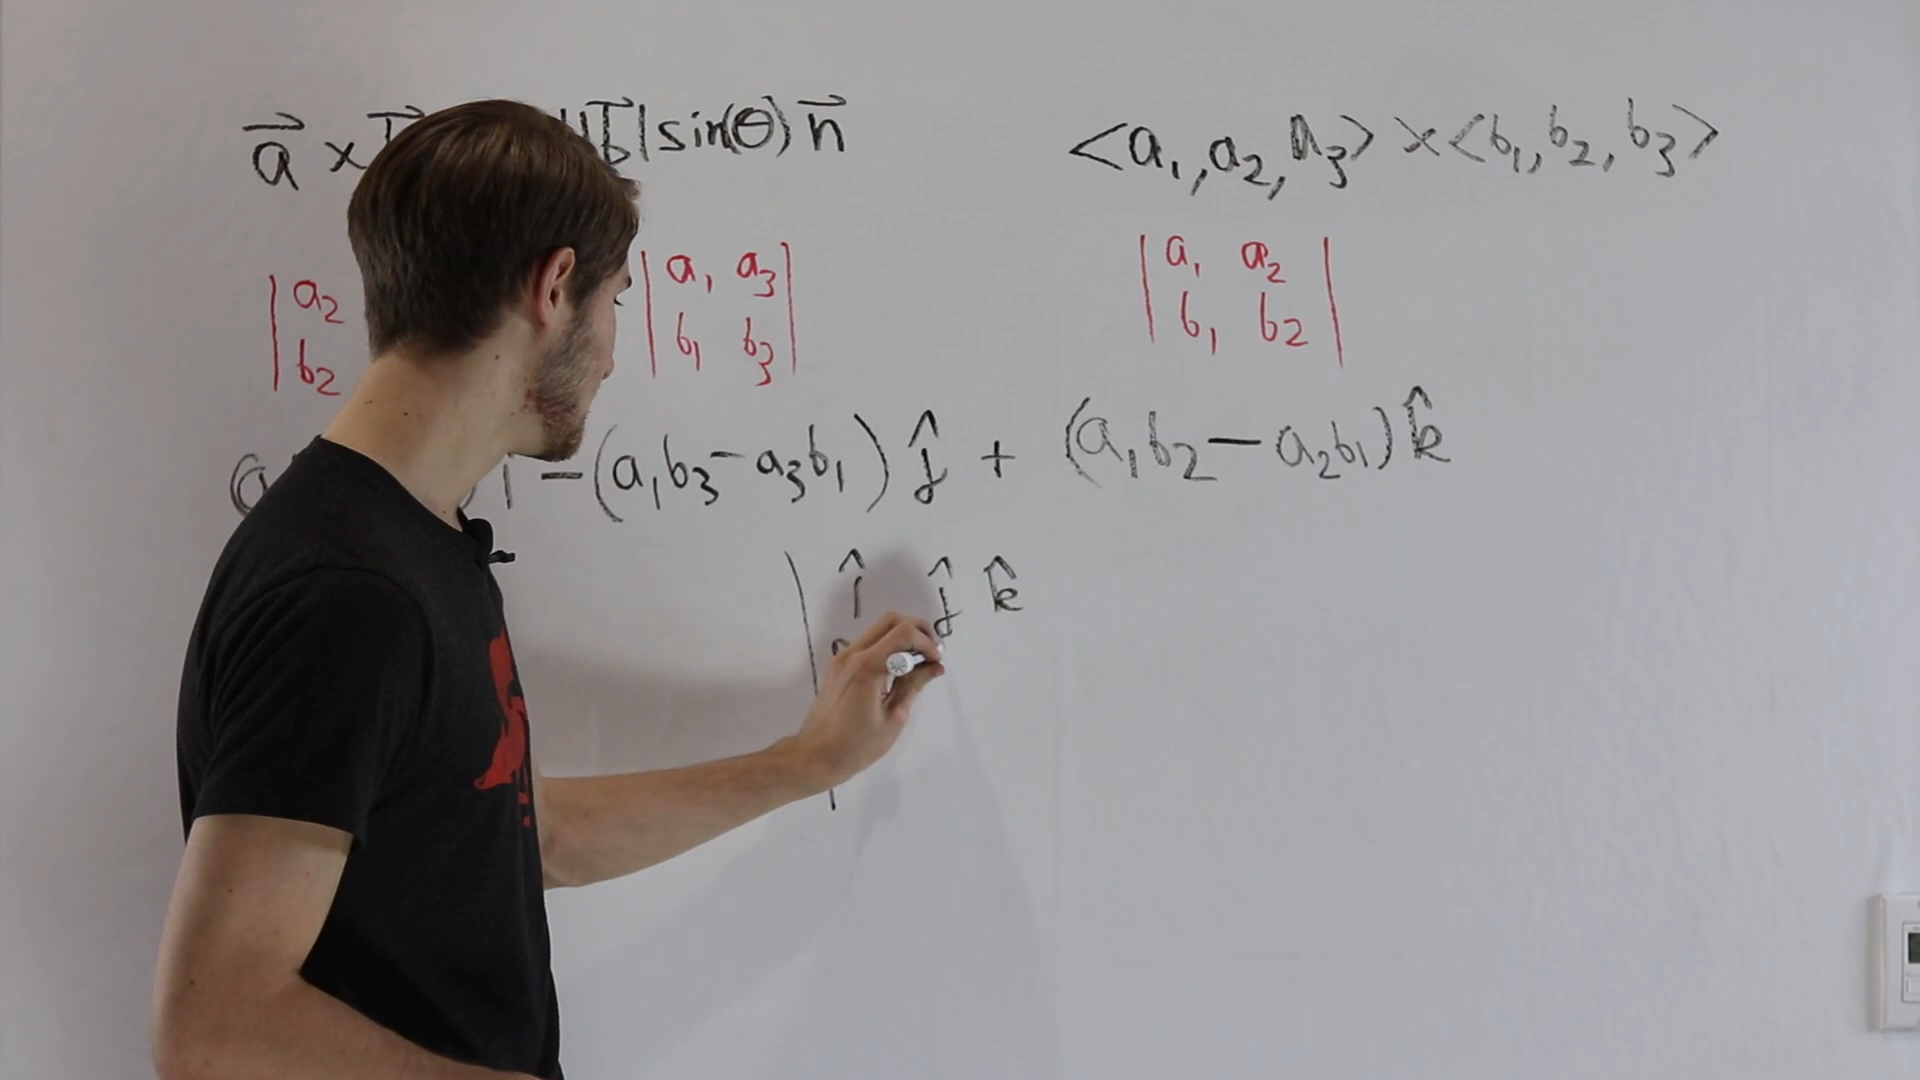 a⃗ × |b⃗| sin(θ) n⃗
<a₁, a₂, a₃> × <b₁, b₂, b₃>
| a₂
b₂
| a₁ a₃ |
| b₁ b₃ |
| a₁ a₂ |
| b₁ b₂ |
(a − (a₁b₃ − a₃b₁) ĵ + (a₁b₂ − a₂b₁) k̂
| î ĵ k̂